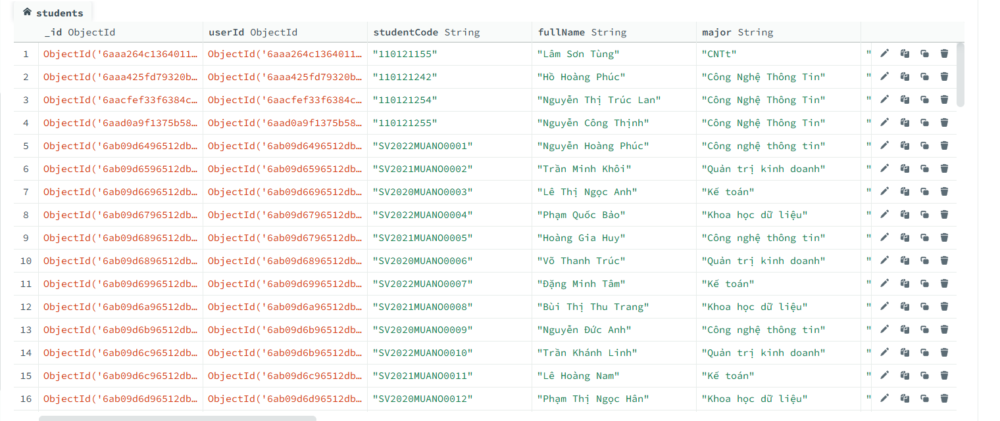 students
_id ObjectId userId ObjectId studentCode String fullName String major String
1 ObjectId('6aaa264c1364011… ObjectId('6aaa264c1364011… "110121155" "Lâm Sơn Tùng" "CNTt" "
2 ObjectId('6aaa425fd79320b… ObjectId('6aaa425fd79320b… "110121242" "Hồ Hoàng Phúc" "Công Nghệ Thông Tin" "
3 ObjectId('6aacfef33f6384c… ObjectId('6aacfef33f6384c… "110121254" "Nguyễn Thị Trúc Lan" "Công Nghệ Thông Tin" "
4 ObjectId('6aad0a9f1375b58… ObjectId('6aad0a9f1375b58… "110121255" "Nguyễn Công Thịnh" "Công Nghệ Thông Tin" "
5 ObjectId('6ab09d6496512db… ObjectId('6ab09d6496512db… "SV2022MUANO0001" "Nguyễn Hoàng Phúc" "Công nghệ thông tin" "
6 ObjectId('6ab09d6596512db… ObjectId('6ab09d6596512db… "SV2021MUANO0002" "Trần Minh Khôi" "Quản trị kinh doanh" "
7 ObjectId('6ab09d6696512db… ObjectId('6ab09d6696512db… "SV2020MUANO0003" "Lê Thị Ngọc Anh" "Kế toán" "
8 ObjectId('6ab09d6796512db… ObjectId('6ab09d6796512db… "SV2022MUANO0004" "Phạm Quốc Bảo" "Khoa học dữ liệu" "
9 ObjectId('6ab09d6896512db… ObjectId('6ab09d6796512db… "SV2021MUANO0005" "Hoàng Gia Huy" "Công nghệ thông tin" "
10 ObjectId('6ab09d6896512db… ObjectId('6ab09d6896512db… "SV2020MUANO0006" "Võ Thanh Trúc" "Quản trị kinh doanh" "
11 ObjectId('6ab09d6996512db… ObjectId('6ab09d6996512db… "SV2022MUANO0007" "Đặng Minh Tâm" "Kế toán" "
12 ObjectId('6ab09d6a96512db… ObjectId('6ab09d6a96512db… "SV2021MUANO0008" "Bùi Thị Thu Trang" "Khoa học dữ liệu" "
13 ObjectId('6ab09d6b96512db… ObjectId('6ab09d6b96512db… "SV2020MUANO0009" "Nguyễn Đức Anh" "Công nghệ thông tin" "
14 ObjectId('6ab09d6c96512db… ObjectId('6ab09d6b96512db… "SV2022MUANO0010" "Trần Khánh Linh" "Quản trị kinh doanh" "
15 ObjectId('6ab09d6c96512db… ObjectId('6ab09d6c96512db… "SV2021MUANO0011" "Lê Hoàng Nam" "Kế toán" "
16 ObjectId('6ab09d6d96512db… ObjectId('6ab09d6d96512db… "SV2020MUANO0012" "Phạm Thị Ngọc Hân" "Khoa học dữ liệu" "